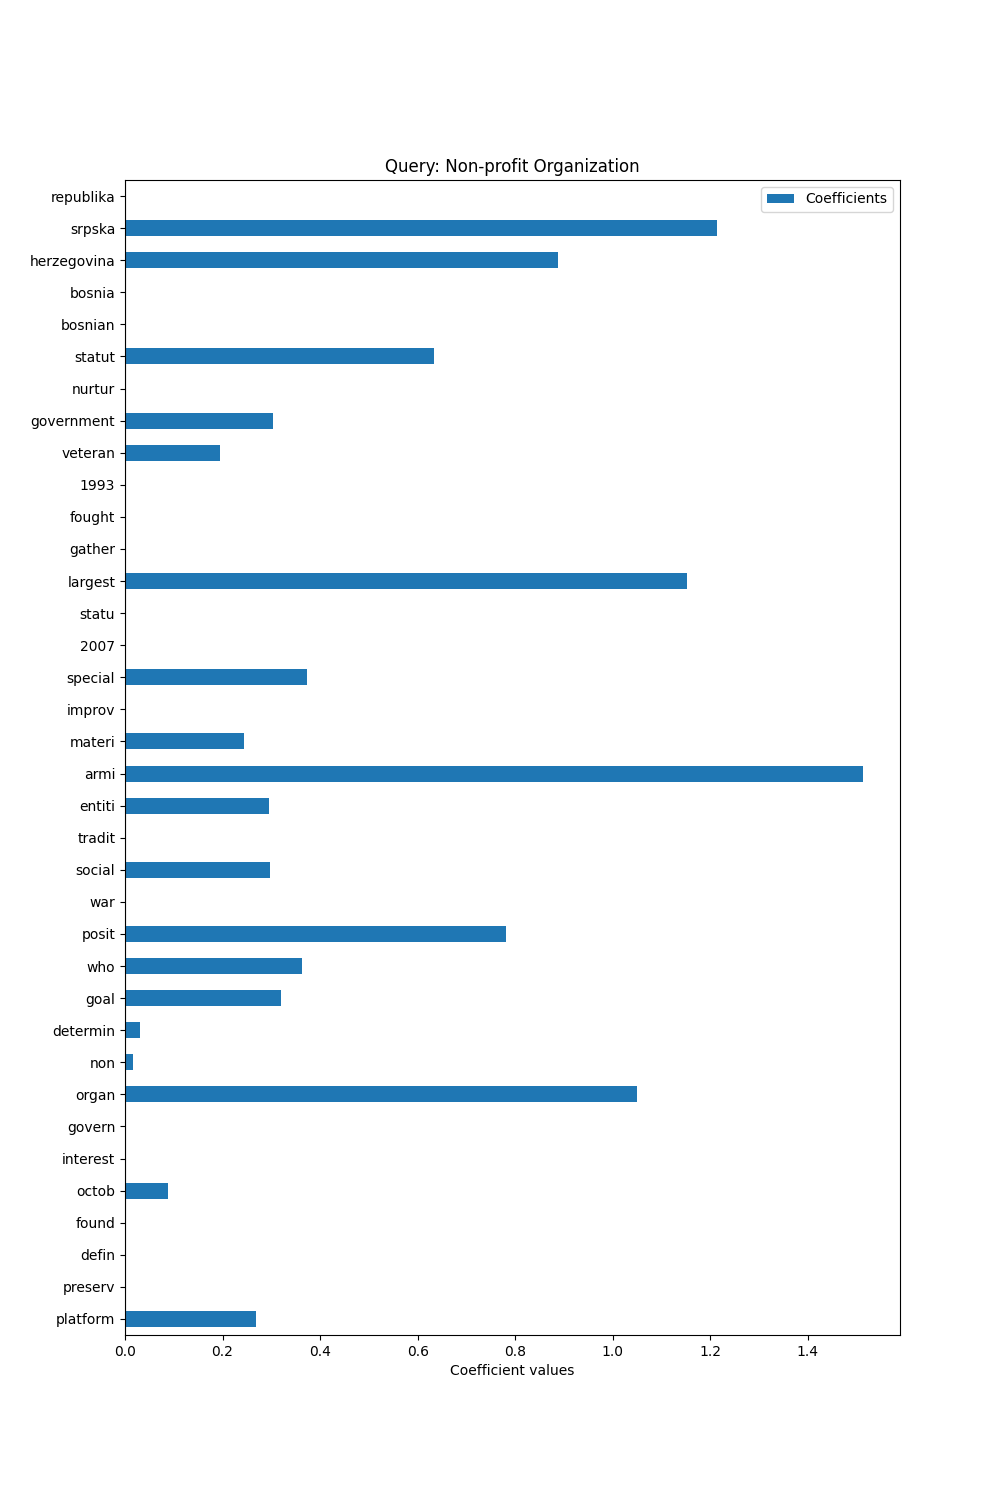 Query: Non-profit Organization
Coefficients
republika
srpska
herzegovina
bosnia
bosnian
statut
nurtur
government
veteran
1993
fought
gather
largest
statu
2007
special
improv
materi
armi
entiti
tradit
social
war
posit
who
goal
determin
non
organ
govern
interest
octob
found
defin
preserv
platform
0.0 0.2 0.4 0.6 0.8 1.0 1.2 1.4
Coefficient values